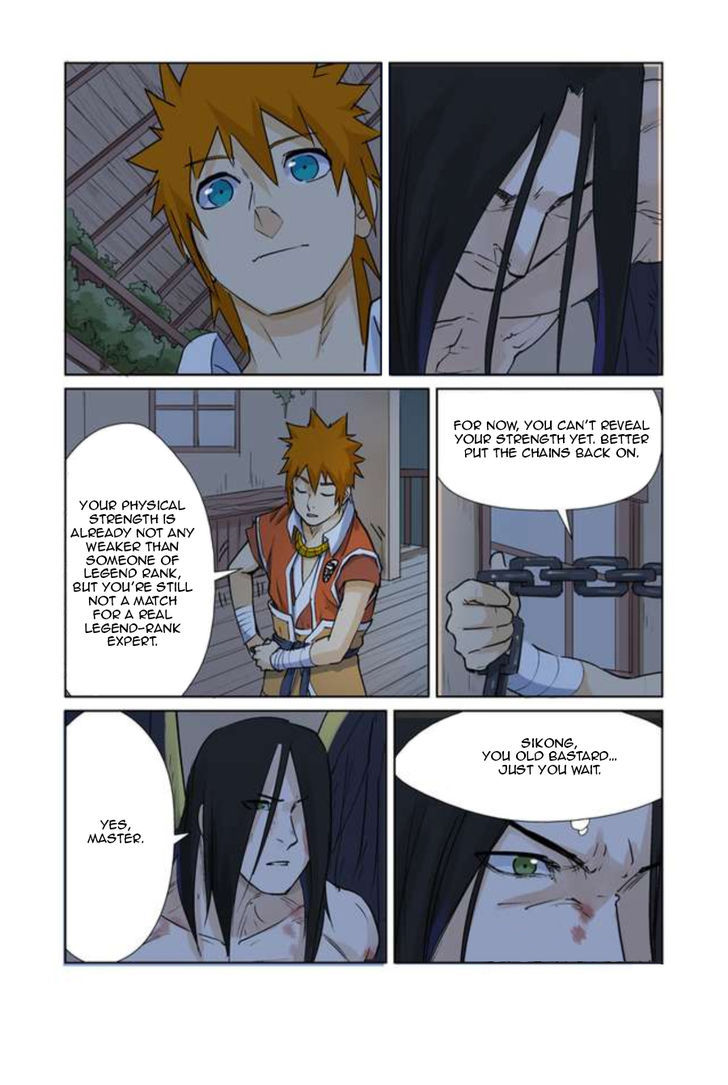 YOUR PHYSICAL
STRENGTH IS
ALREADY NOT ANY
WEAKER THAN
SOMEONE OF
LEGEND RANK,
BUT YOU'RE STILL
NOT A MATCH
FOR A REAL
LEGEND-RANK
EXPERT.
FOR NOW, YOU CAN'T REVEAL
YOUR STRENGTH YET. BETTER
PUT THE CHAINS BACK ON.
YES,
MASTER.
SIKONG,
YOU OLD BASTARD...
JUST YOU WAIT.